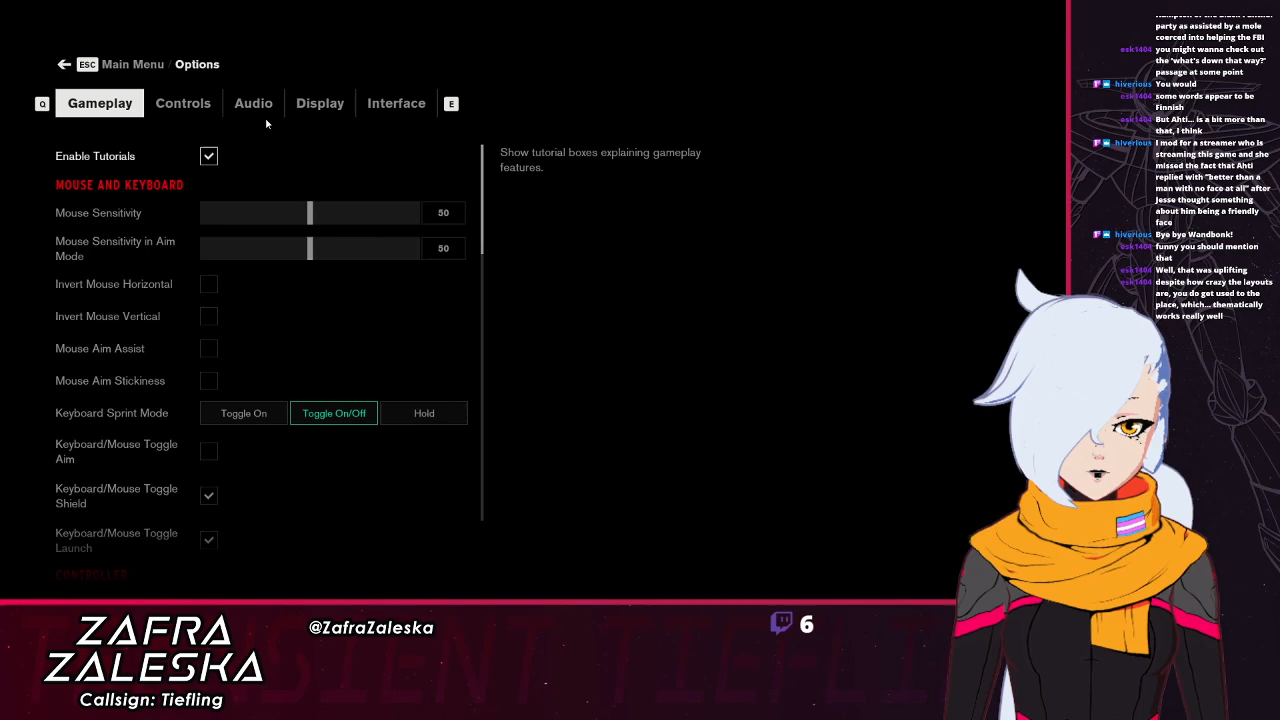 ESC Main Menu / Options
Q Gameplay Controls Audio Display Interface E
Enable Tutorials
Show tutorial boxes explaining gameplay
features.
MOUSE AND KEYBOARD
Mouse Sensitivity 50
Mouse Sensitivity in Aim
Mode
50
Invert Mouse Horizontal
Invert Mouse Vertical
Mouse Aim Assist
Mouse Aim Stickiness
Keyboard Sprint Mode Toggle On Toggle On/Off Hold
Keyboard/Mouse Toggle
Aim
Keyboard/Mouse Toggle
Shield
Keyboard/Mouse Toggle
Launch
CONTROLLER
party as assisted by a mole
coerced into helping the FBI
esk1404 you might wanna check out
the 'what's down that way?'
passage at some point
hiverious You would
esk1404 some words appear to be
Finnish
esk1404 But Ahti... is a bit more than
that, I think
hiverious I mod for a streamer who is
streaming this game and she
missed the fact that Ahti
replied with "better than a
man with no face at all" after
Jesse thought something
about him being a friendly
face
hiverious Bye bye Wandbonk!
esk1404 funny you should mention
that
esk1404 Well, that was uplifting
esk1404 despite how crazy the layouts
are, you do get used to the
place, which... thematically
works really well
ZAFRA
ZALESKA
Callsign: Tiefling
@ZafraZaleska
6